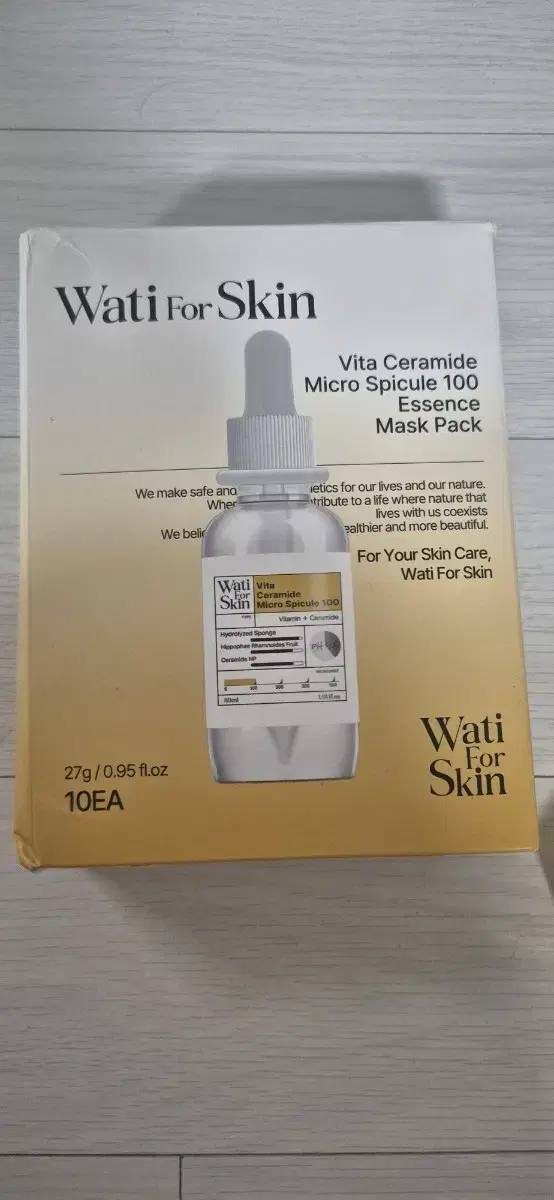 Wati For Skin
Vita Ceramide
Micro Spicule 100
Essence
Mask Pack
We make safe and etics for our lives and our nature.
Wher tribute to a life where nature that
lives with us coexists
We belie ealthier and more beautiful.
For Your Skin Care,
Wati For Skin
Wati
For
Skin
Vita
Ceramide
Micro Spicule 100
Vitamin + Ceramide
Hydrolyzed Sponge
Hippophae Rhamnoides Fruit
Ceramide NP
27g / 0.95 fl.oz
10EA
Wati
For
Skin